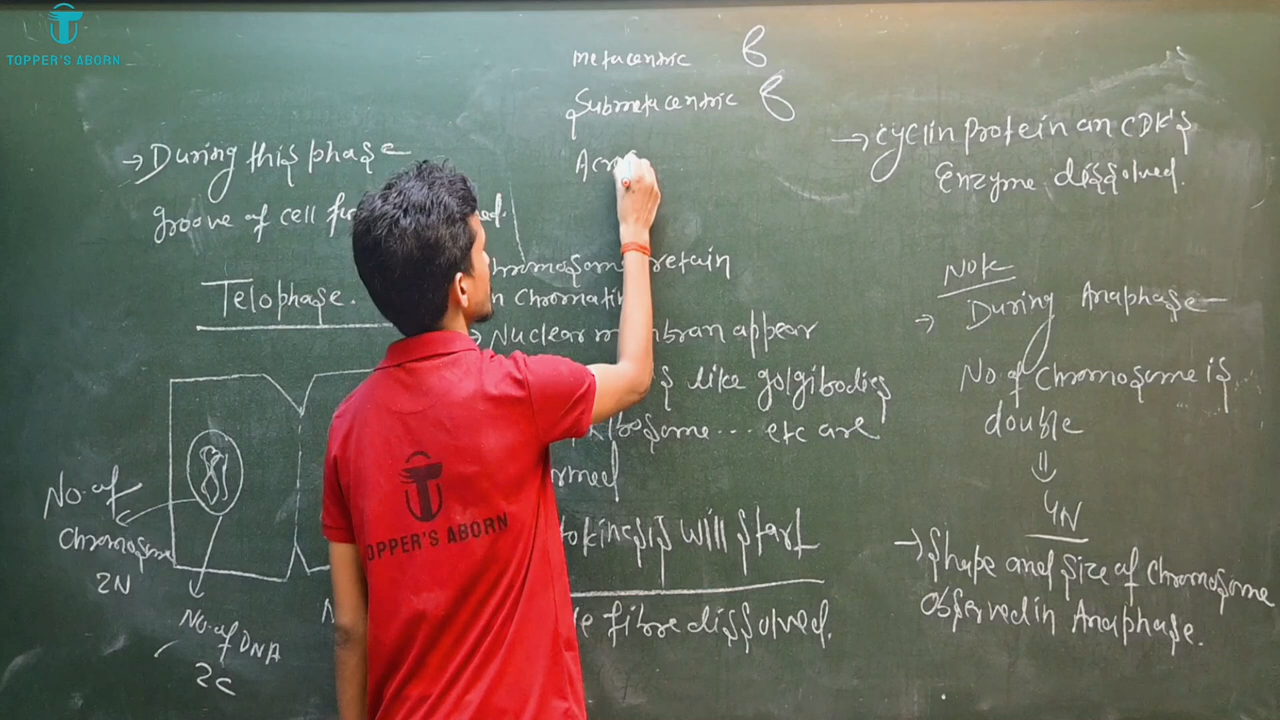 TOPPER'S ABORN
Metacentric
Submetacentric
Acr
→ During this phase
groove of cell
Telophase.
No. of
Chromosome
2N
No. of DNA
2C
retain
Nuclear appear
like golgibodies
etc are
will start
fibre dissolved.
TOPPER'S ABORN
→ Cyclin Protein an CDK's
Enzyme dissolved.
Note
→ During Anaphase
No. of Chromosome is
double
4N
→ Shape and size of Chromosome
observed in Anaphase.